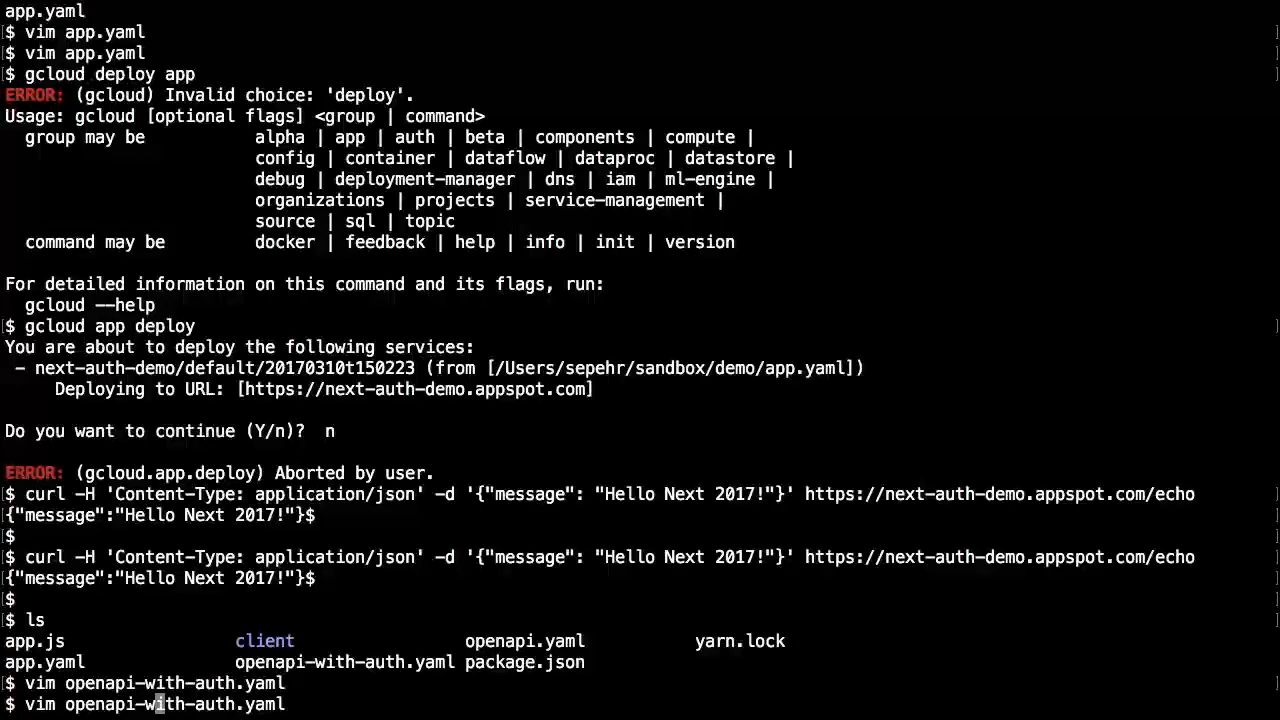 app.yaml
$ vim app.yaml
$ vim app.yaml
$ gcloud deploy app
ERROR: (gcloud) Invalid choice: 'deploy'.
Usage: gcloud [optional flags] <group | command>
group may be alpha | app | auth | beta | components | compute |
config | container | dataflow | dataproc | datastore |
debug | deployment-manager | dns | iam | ml-engine |
organizations | projects | service-management |
source | sql | topic
command may be docker | feedback | help | info | init | version
For detailed information on this command and its flags, run:
gcloud --help
$ gcloud app deploy
You are about to deploy the following services:
- next-auth-demo/default/20170310t150223 (from [/Users/sepehr/sandbox/demo/app.yaml])
Deploying to URL: [https://next-auth-demo.appspot.com]
Do you want to continue (Y/n)? n
ERROR: (gcloud.app.deploy) Aborted by user.
$ curl -H 'Content-Type: application/json' -d '{"message": "Hello Next 2017!"}' https://next-auth-demo.appspot.com/echo
{"message":"Hello Next 2017!"}$
$
$ curl -H 'Content-Type: application/json' -d '{"message": "Hello Next 2017!"}' https://next-auth-demo.appspot.com/echo
{"message":"Hello Next 2017!"}$
$
$ ls
app.js client openapi.yaml yarn.lock
app.yaml openapi-with-auth.yaml package.json
$ vim openapi-with-auth.yaml
$ vim openapi-with-auth.yaml